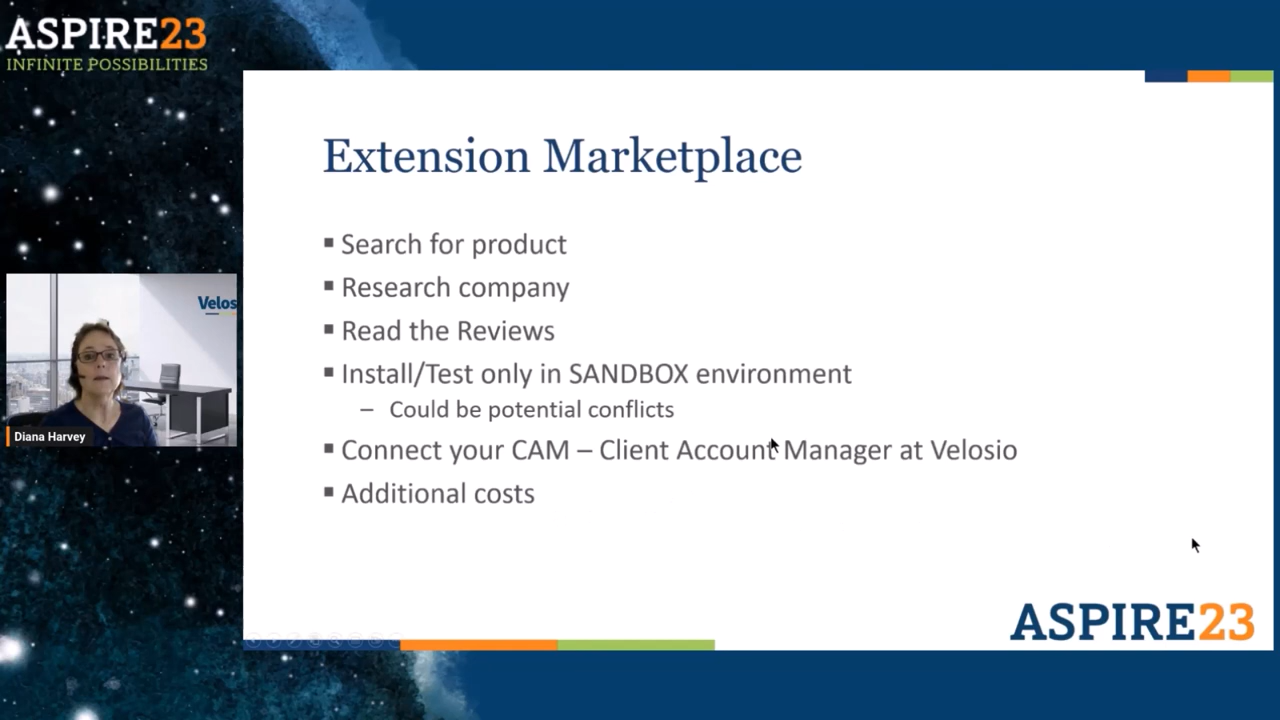 ASPIRE23
INFINITE POSSIBILITIES
Extension Marketplace
▪ Search for product
▪ Research company
▪ Read the Reviews
▪ Install/Test only in SANDBOX environment
– Could be potential conflicts
▪ Connect your CAM – Client Account Manager at Velosio
▪ Additional costs
Velos
Diana Harvey
ASPIRE23